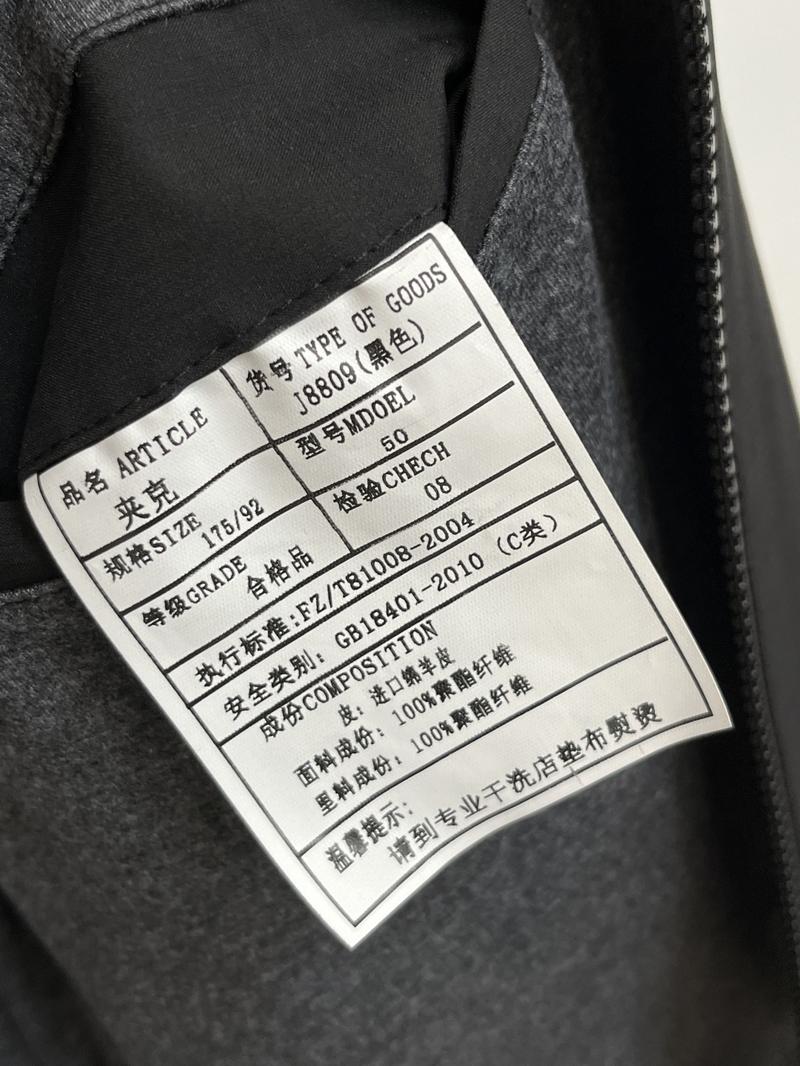 品名 ARTICLE
夹克
货号 TYPE OF GOODS
J8809(黑色)
规格SIZE
175/92
型号MDOEL
50
等级GRADE
合格品
检验CHECH
08
执行标准:FZ/T81008-2004
安全类别: GB18401-2010 (C类)
成份COMPOSITION
皮: 进口绵羊皮
面料成份: 100%聚酯纤维
里料成份: 100%聚酯纤维
温馨提示:
请到专业干洗店垫布熨烫